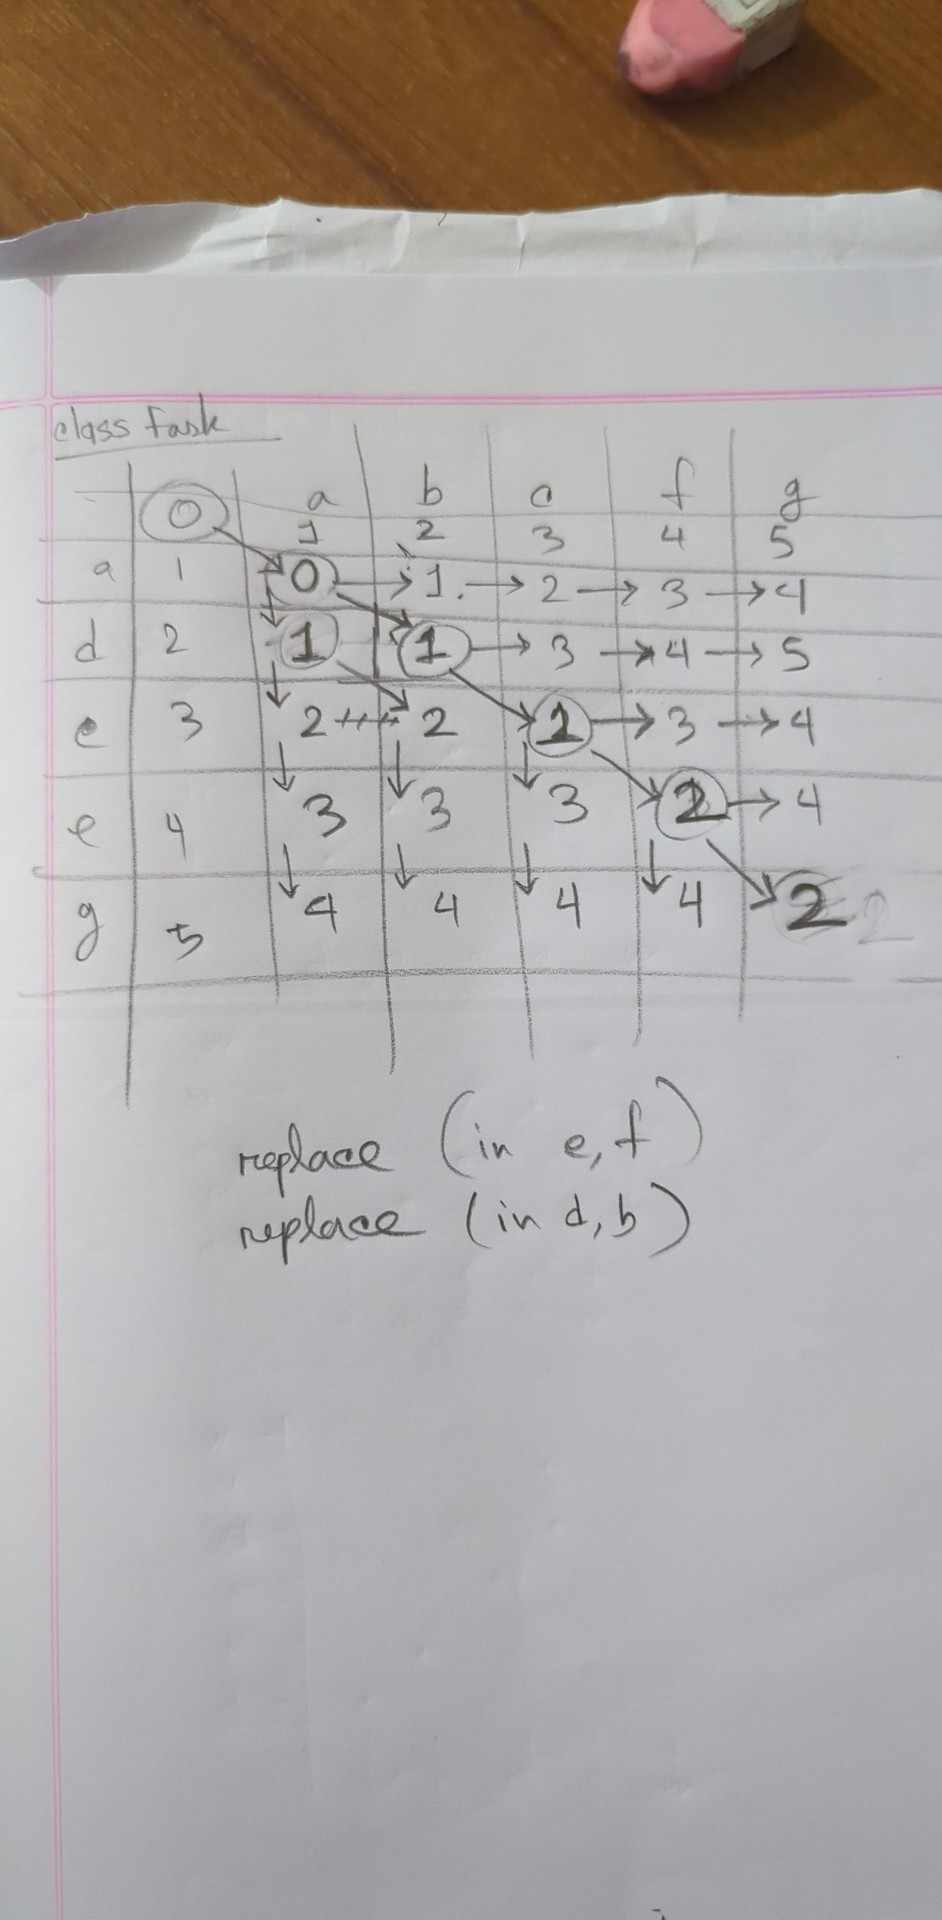 class task
0 a b c f g
1 2 3 4 5
a 1 0 → 1. → 2 → 3 → 4
d 2 1 1 → 3 → 4 → 5
e 3 2 2 1 → 3 → 4
e 4 3 3 3 2 → 4
g 5 4 4 4 4 2 2
replace (in e, f)
replace (in d, b)